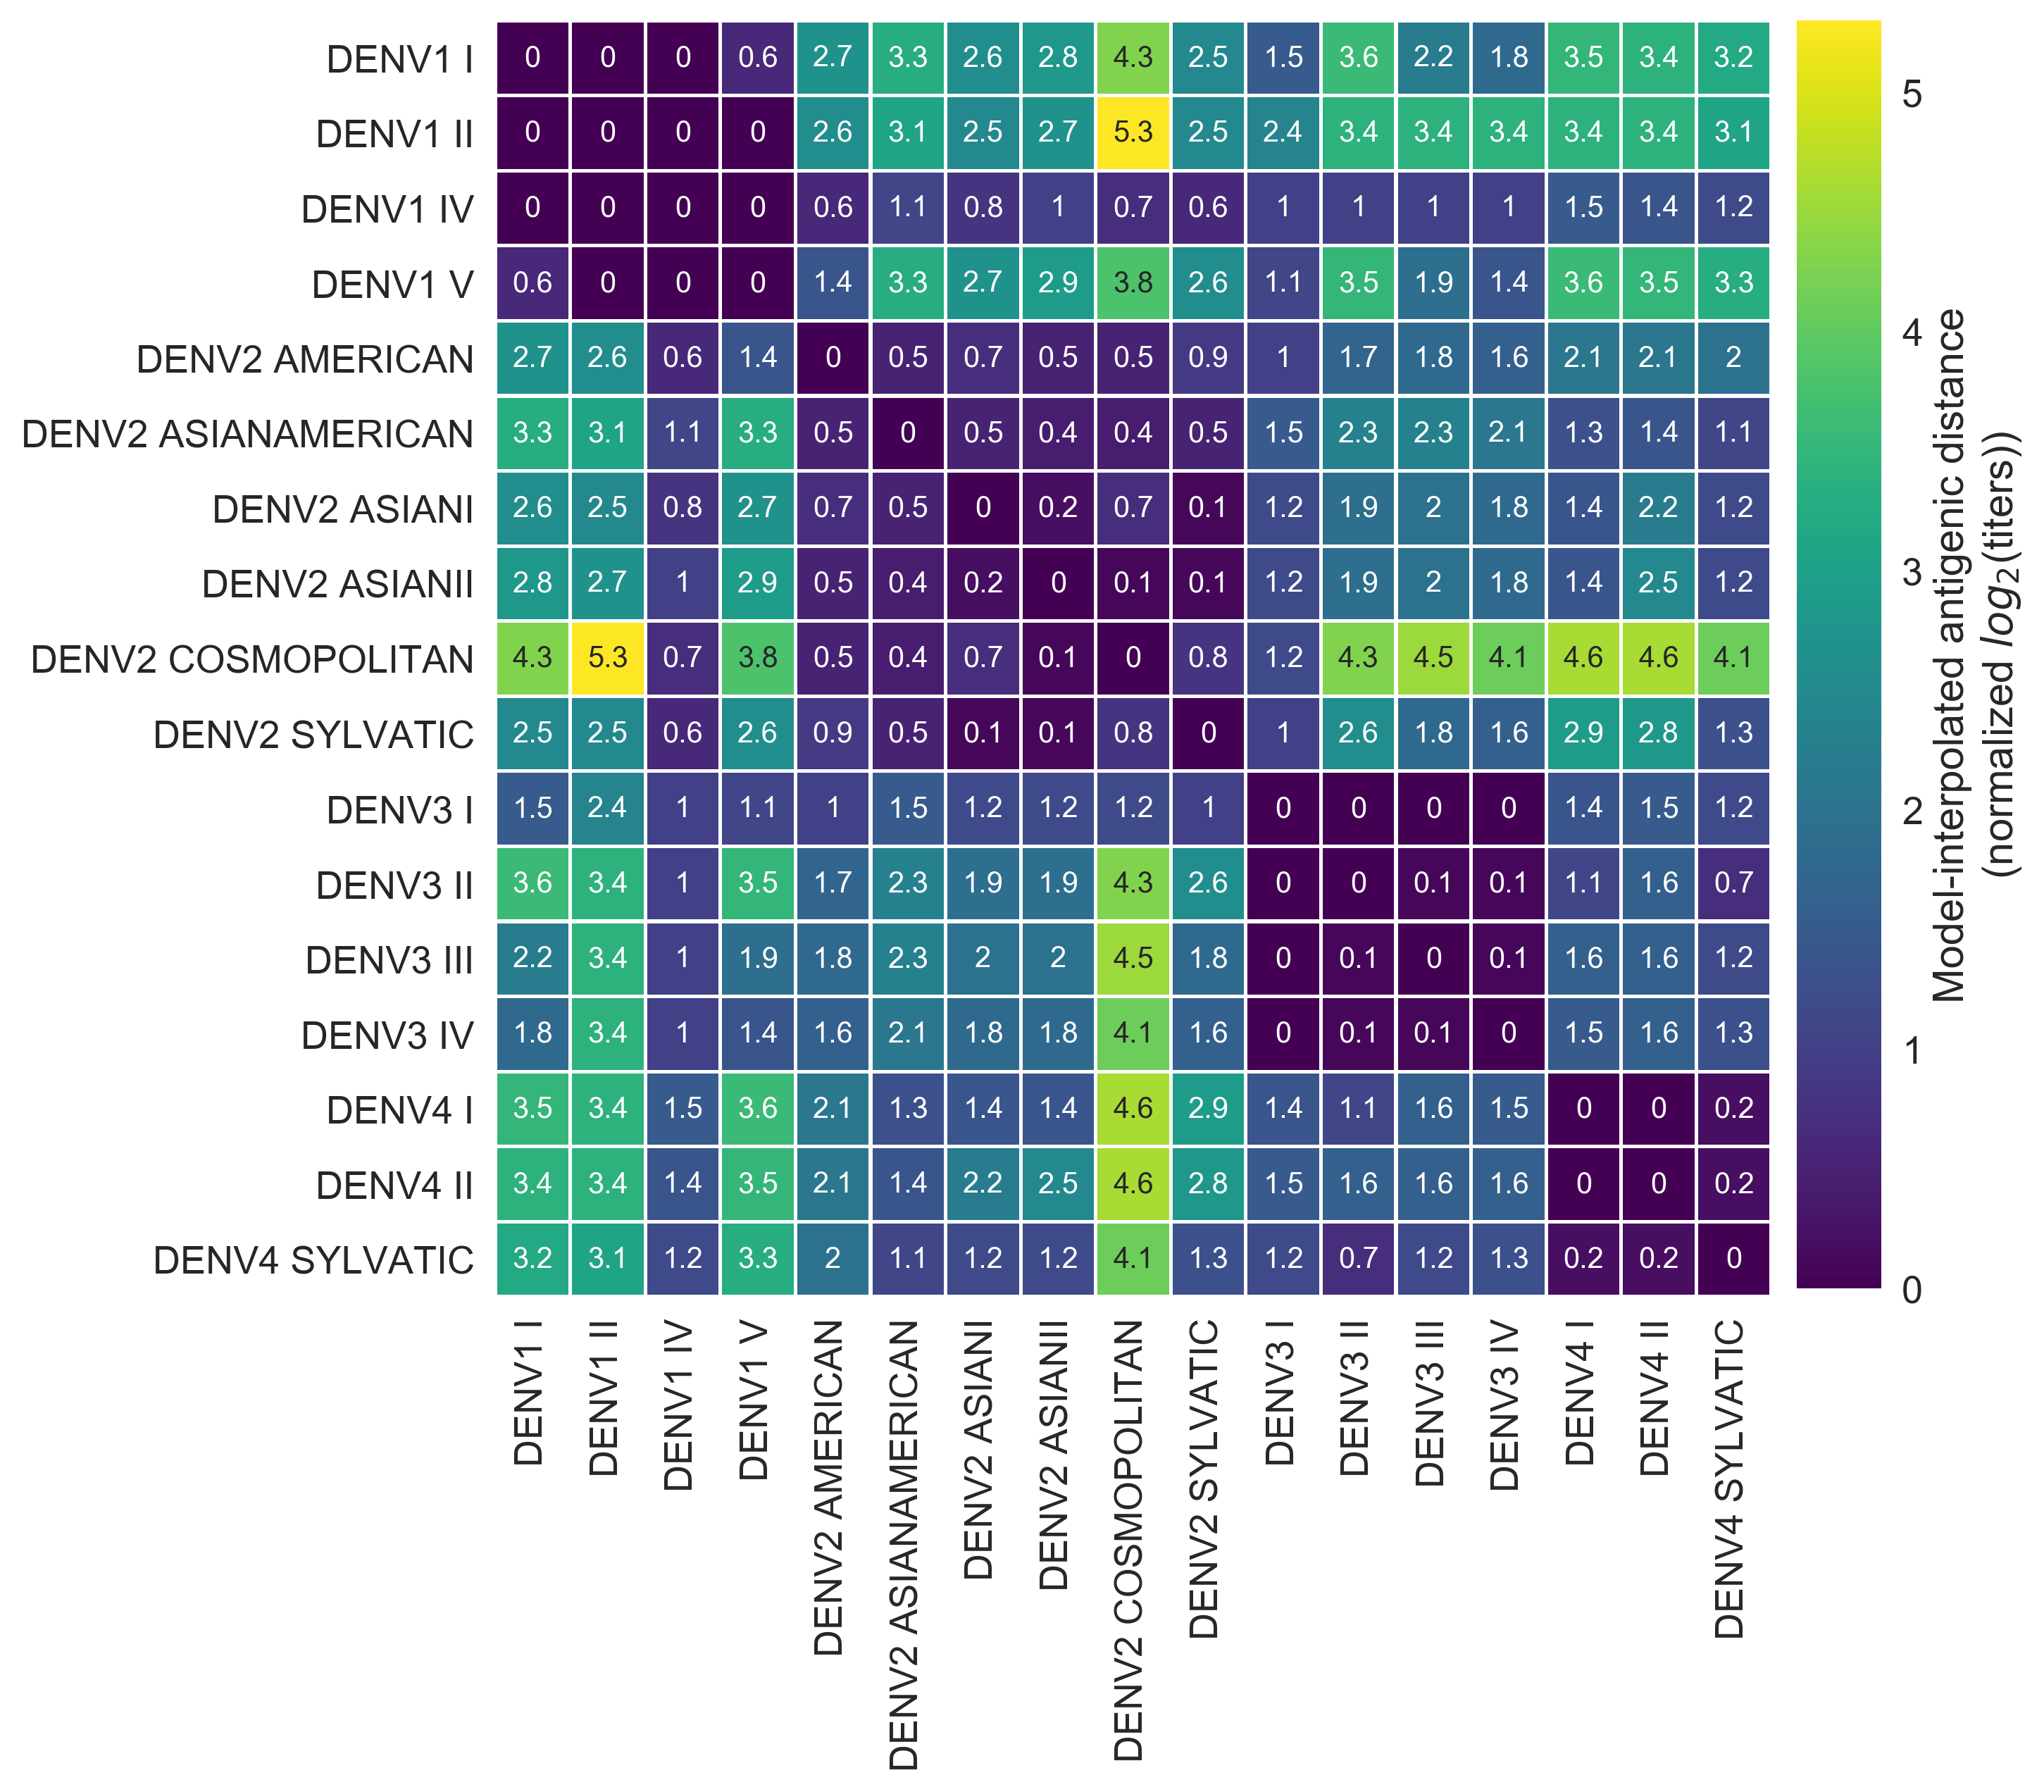 DENV1 I 0 0 0 0.6 2.7 3.3 2.6 2.8 4.3 2.5 1.5 3.6 2.2 1.8 3.5 3.4 3.2
DENV1 II 0 0 0 0 2.6 3.1 2.5 2.7 5.3 2.5 2.4 3.4 3.4 3.4 3.4 3.4 3.1
DENV1 IV 0 0 0 0 0.6 1.1 0.8 1 0.7 0.6 1 1 1 1 1.5 1.4 1.2
DENV1 V 0.6 0 0 0 1.4 3.3 2.7 2.9 3.8 2.6 1.1 3.5 1.9 1.4 3.6 3.5 3.3
DENV2 AMERICAN 2.7 2.6 0.6 1.4 0 0.5 0.7 0.5 0.5 0.9 1 1.7 1.8 1.6 2.1 2.1 2
DENV2 ASIANAMERICAN 3.3 3.1 1.1 3.3 0.5 0 0.5 0.4 0.4 0.5 1.5 2.3 2.3 2.1 1.3 1.4 1.1
DENV2 ASIANI 2.6 2.5 0.8 2.7 0.7 0.5 0 0.2 0.7 0.1 1.2 1.9 2 1.8 1.4 2.2 1.2
DENV2 ASIANII 2.8 2.7 1 2.9 0.5 0.4 0.2 0 0.1 0.1 1.2 1.9 2 1.8 1.4 2.5 1.2
DENV2 COSMOPOLITAN 4.3 5.3 0.7 3.8 0.5 0.4 0.7 0.1 0 0.8 1.2 4.3 4.5 4.1 4.6 4.6 4.1
DENV2 SYLVATIC 2.5 2.5 0.6 2.6 0.9 0.5 0.1 0.1 0.8 0 1 2.6 1.8 1.6 2.9 2.8 1.3
DENV3 I 1.5 2.4 1 1.1 1 1.5 1.2 1.2 1.2 1 0 0 0 0 1.4 1.5 1.2
DENV3 II 3.6 3.4 1 3.5 1.7 2.3 1.9 1.9 4.3 2.6 0 0 0.1 0.1 1.1 1.6 0.7
DENV3 III 2.2 3.4 1 1.9 1.8 2.3 2 2 4.5 1.8 0 0.1 0 0.1 1.6 1.6 1.2
DENV3 IV 1.8 3.4 1 1.4 1.6 2.1 1.8 1.8 4.1 1.6 0 0.1 0.1 0 1.5 1.6 1.3
DENV4 I 3.5 3.4 1.5 3.6 2.1 1.3 1.4 1.4 4.6 2.9 1.4 1.1 1.6 1.5 0 0 0.2
DENV4 II 3.4 3.4 1.4 3.5 2.1 1.4 2.2 2.5 4.6 2.8 1.5 1.6 1.6 1.6 0 0 0.2
DENV4 SYLVATIC 3.2 3.1 1.2 3.3 2 1.1 1.2 1.2 4.1 1.3 1.2 0.7 1.2 1.3 0.2 0.2 0
DENV1 I
DENV1 II
DENV1 IV
DENV1 V
DENV2 AMERICAN
DENV2 ASIANAMERICAN
DENV2 ASIANI
DENV2 ASIANII
DENV2 COSMOPOLITAN
DENV2 SYLVATIC
DENV3 I
DENV3 II
DENV3 III
DENV3 IV
DENV4 I
DENV4 II
DENV4 SYLVATIC
5
4
3
2
1
0
Model-interpolated antigenic distance
(normalized log₂(titers))